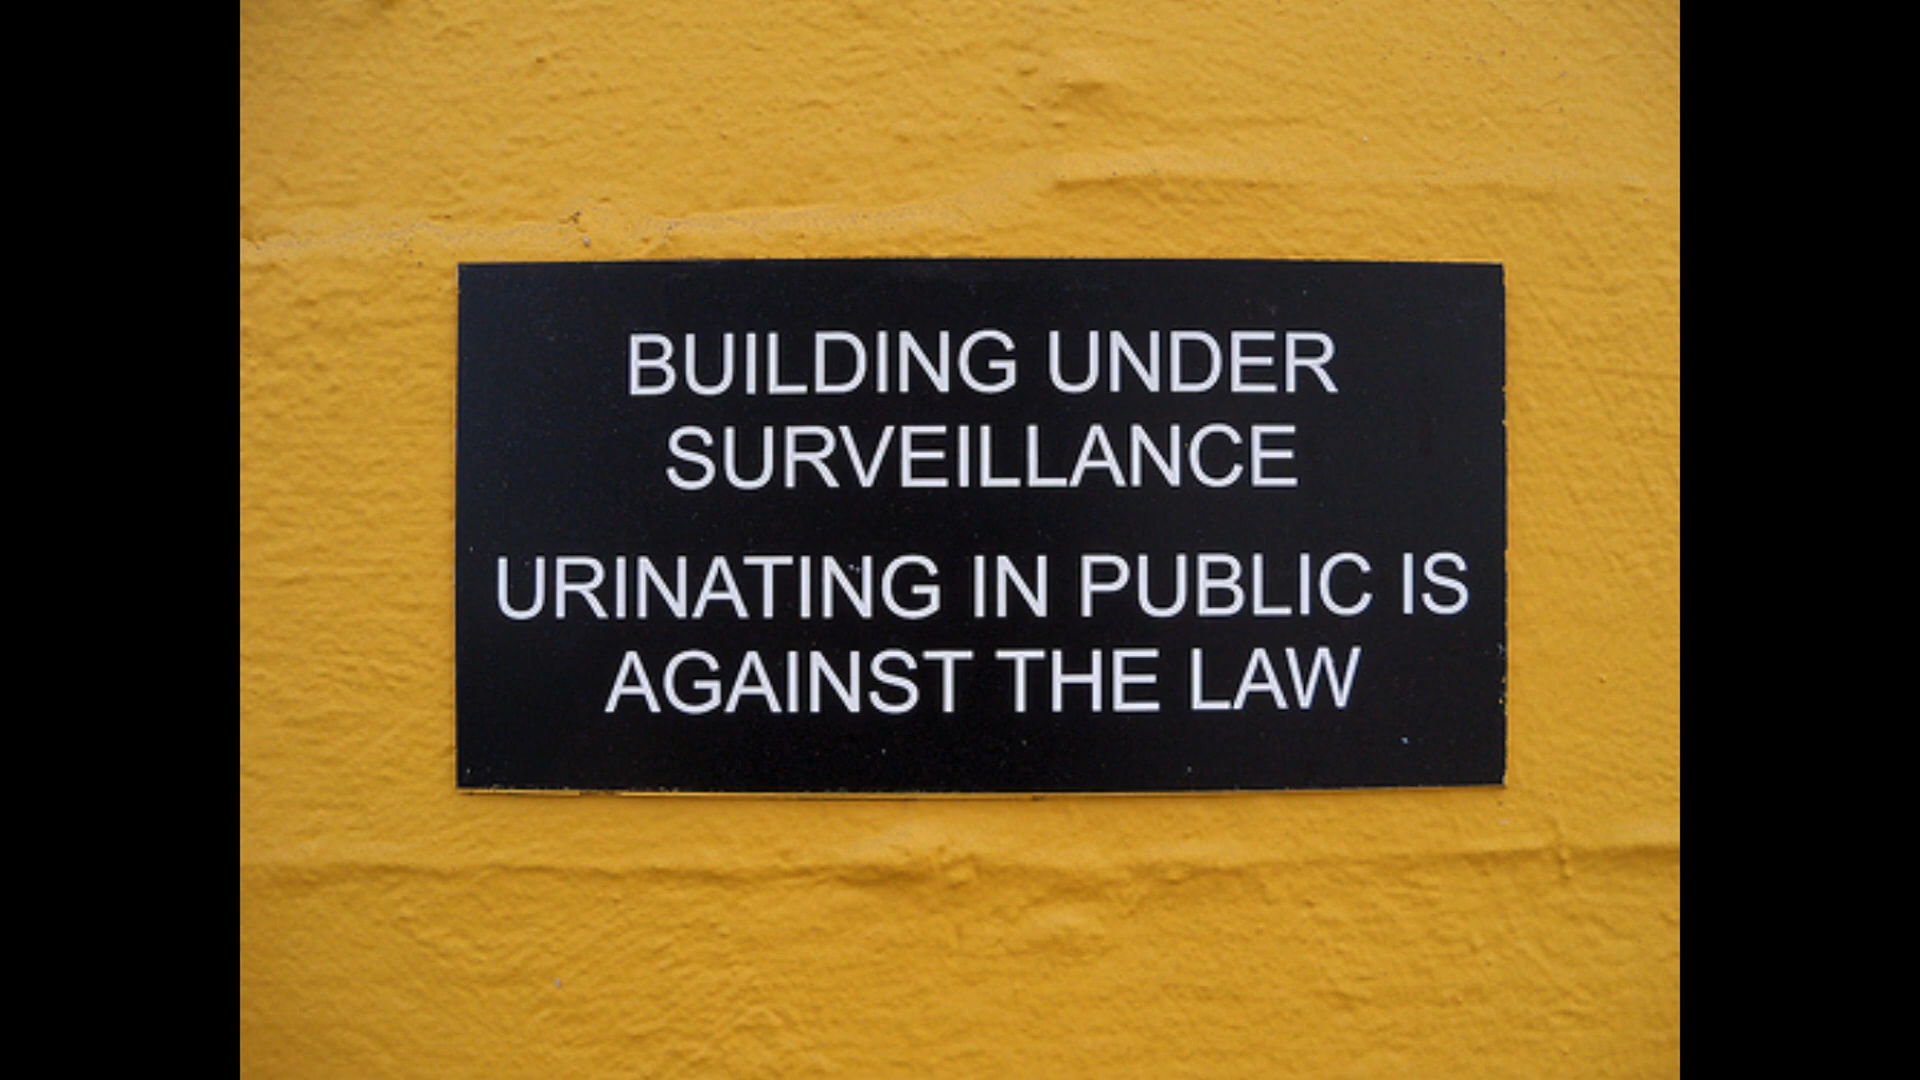 BUILDING UNDER
SURVEILLANCE
URINATING IN PUBLIC IS
AGAINST THE LAW